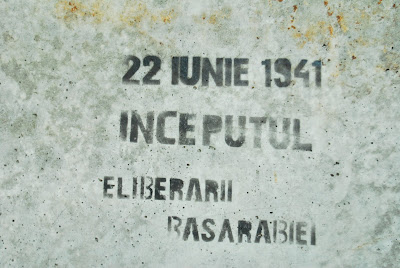 22 IUNIE 1941
INCEPUTUL
ELIBERARII
BASARABIEI